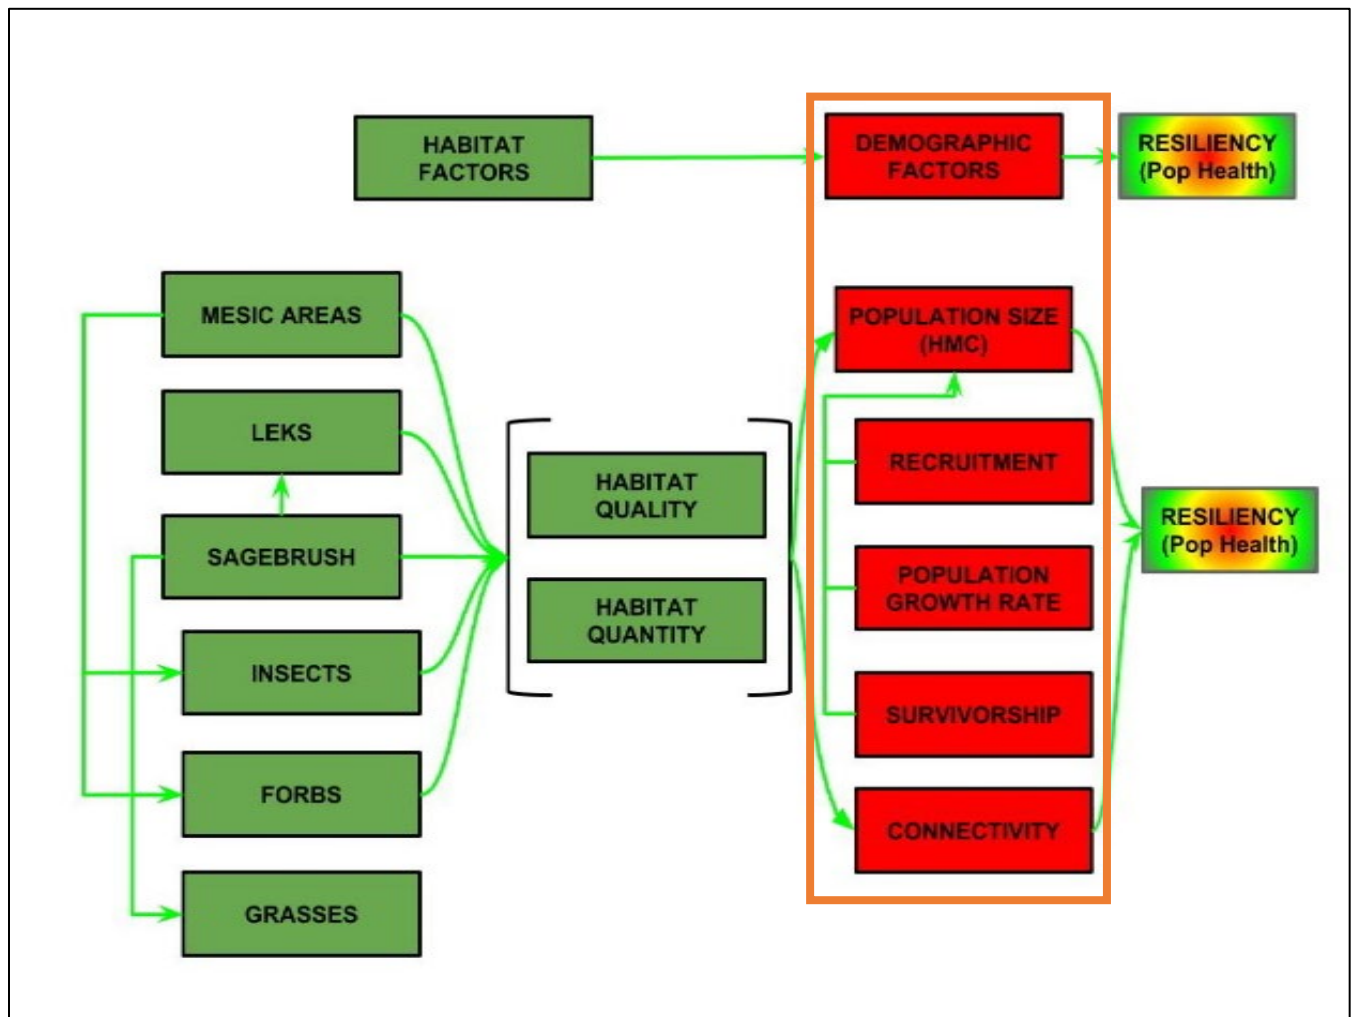 HABITAT
FACTORS
DEMOGRAPHIC
FACTORS
RESILIENCY
(Pop Health)
MESIC AREAS
LEKS
SAGEBRUSH
INSECTS
FORBS
GRASSES
HABITAT
QUALITY
HABITAT
QUANTITY
POPULATION SIZE
(HMC)
RECRUITMENT
POPULATION
GROWTH RATE
SURVIVORSHIP
CONNECTIVITY
RESILIENCY
(Pop Health)